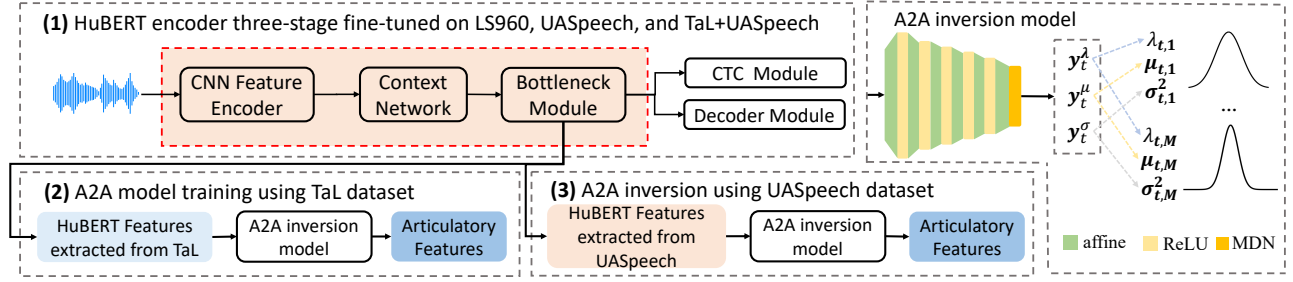 (1) HuBERT encoder three-stage fine-tuned on LS960, UASpeech, and TaL+UASpeech
CNN Feature
Encoder
Context
Network
Bottleneck
Module
CTC Module
Decoder Module
A2A inversion model
y_t^λ
y_t^μ
y_t^σ
λ_{t,1}
μ_{t,1}
σ^2_{t,1}
...
λ_{t,M}
μ_{t,M}
σ^2_{t,M}
affine
ReLU
MDN
(2) A2A model training using TaL dataset
HuBERT Features
extracted from TaL
A2A inversion
model
Articulatory
Features
(3) A2A inversion using UASpeech dataset
HuBERT Features
extracted from
UASpeech
A2A inversion
model
Articulatory
Features